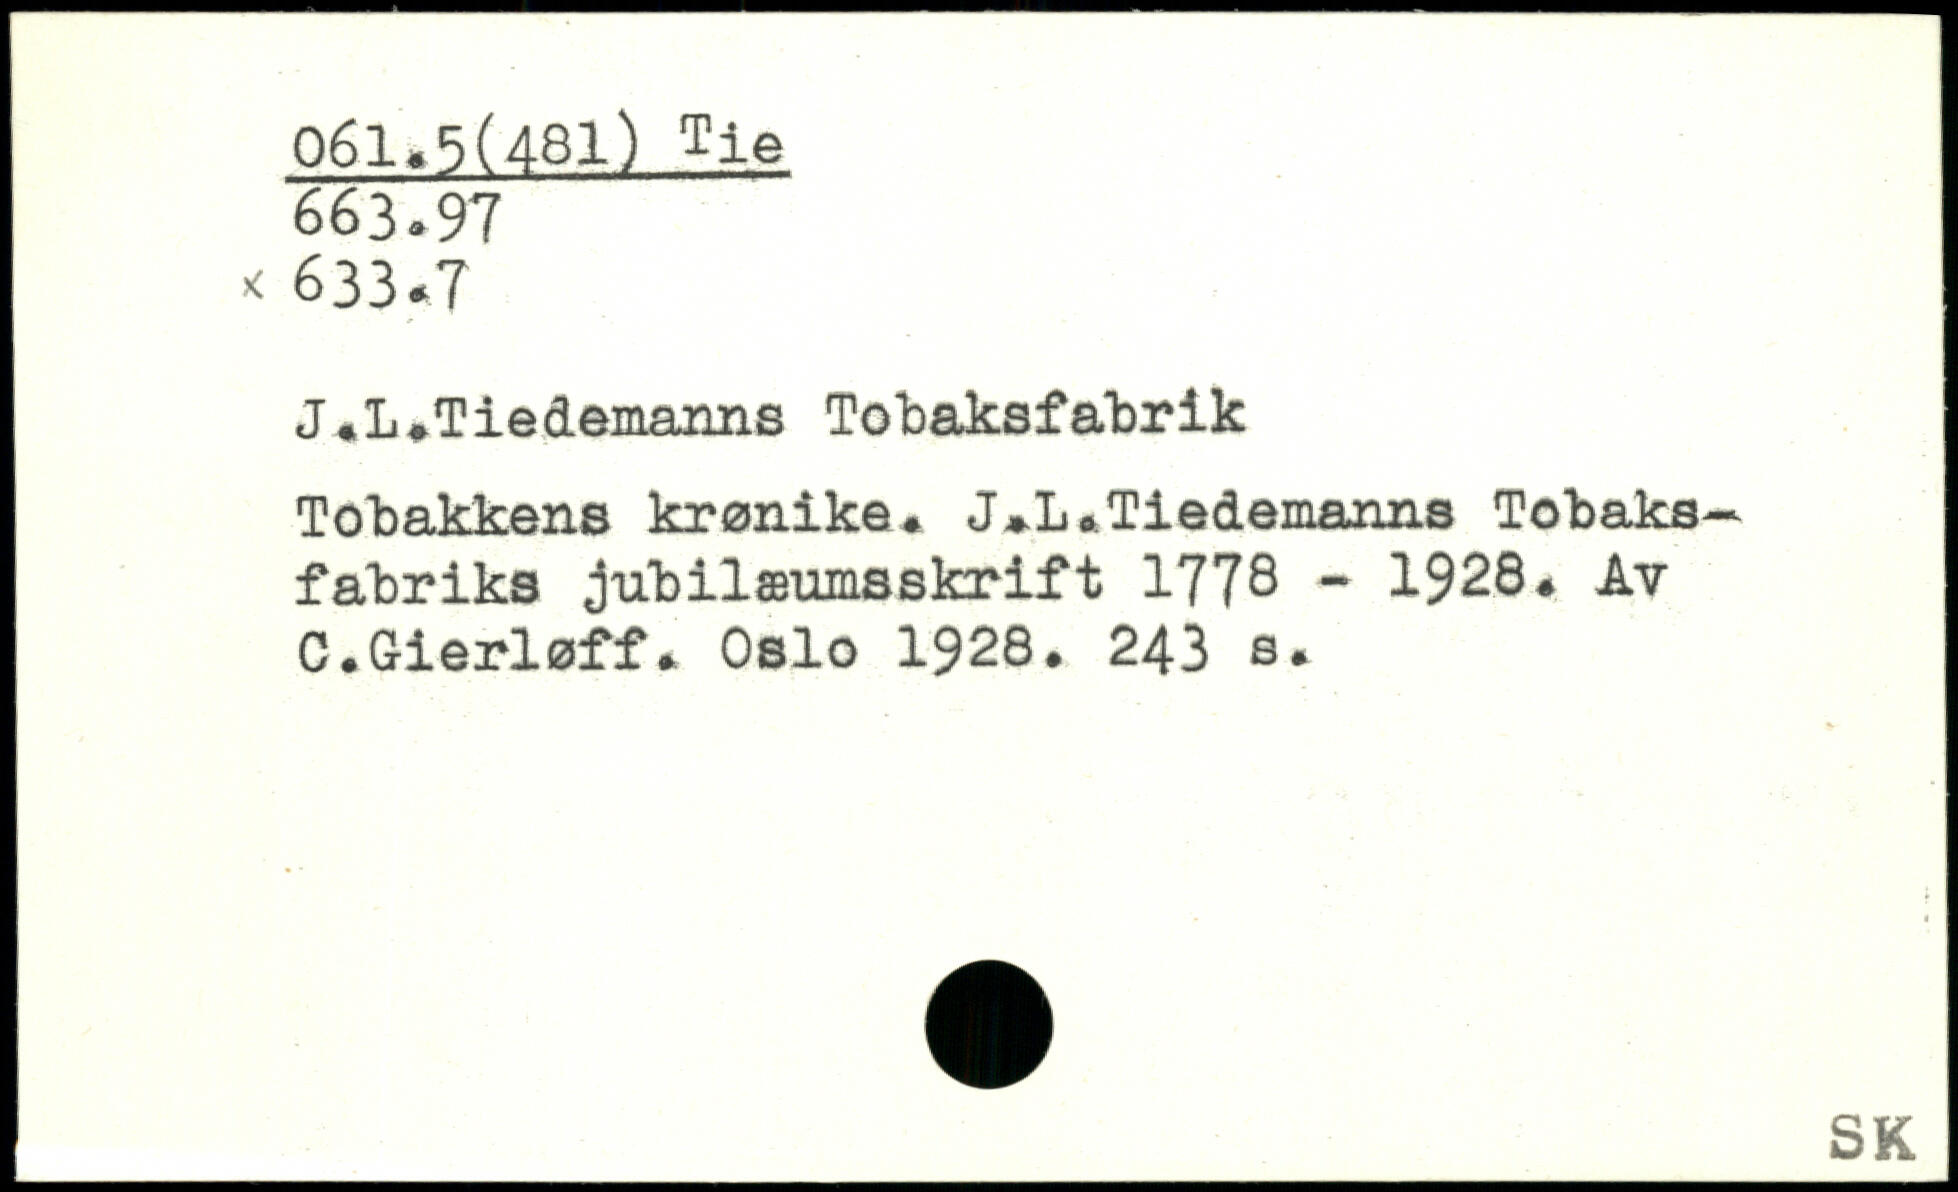 061.5(481) Tie
663.97
x 633.7
J.L.Tiedemanns Tobaksfabrik
Tobakkens krønike. J.L.Tiedemanns Tobaks-
fabriks jubilæumsskrift 1778 - 1928. Av
C.Gierløff. Oslo 1928. 243 s.
SK